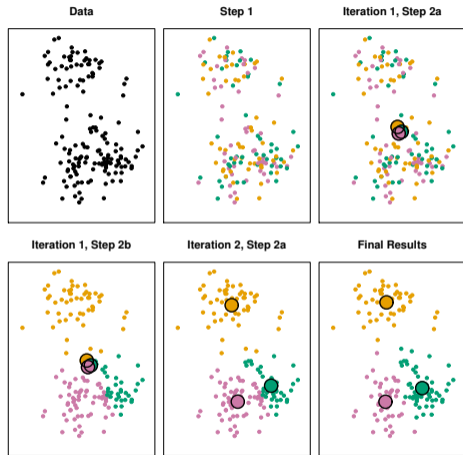 Data
Step 1
Iteration 1, Step 2a
Iteration 1, Step 2b
Iteration 2, Step 2a
Final Results